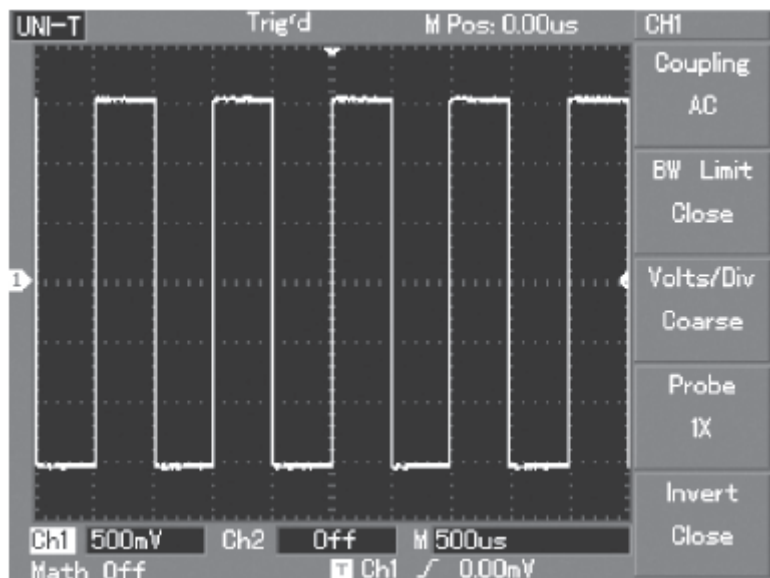 UNI-T Trig'd M Pos: 0.00us CH1
Coupling
AC
BW Limit
Close
1
Volts/Div
Coarse
Probe
1X
Invert
Close
Ch1 500mV Ch2 Off M 500us
Math Off T Ch1 0.00mV